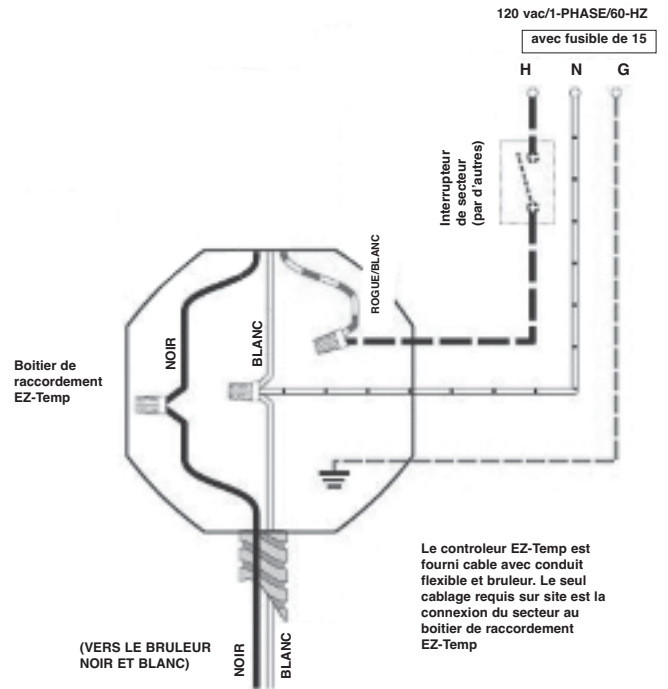 120 vac/1-PHASE/60-HZ
avec fusible de 15
H N G
Interrupteur
de secteur
(par d'autres)
ROGUE/BLANC
NOIR
BLANC
Boitier de
raccordement
EZ-Temp
Le controleur EZ-Temp est
fourni cable avec conduit
flexible et bruleur. Le seul
cablage requis sur site est la
connexion du secteur au
boitier de raccordement
EZ-Temp
(VERS LE BRULEUR
NOIR ET BLANC)
NOIR
BLANC